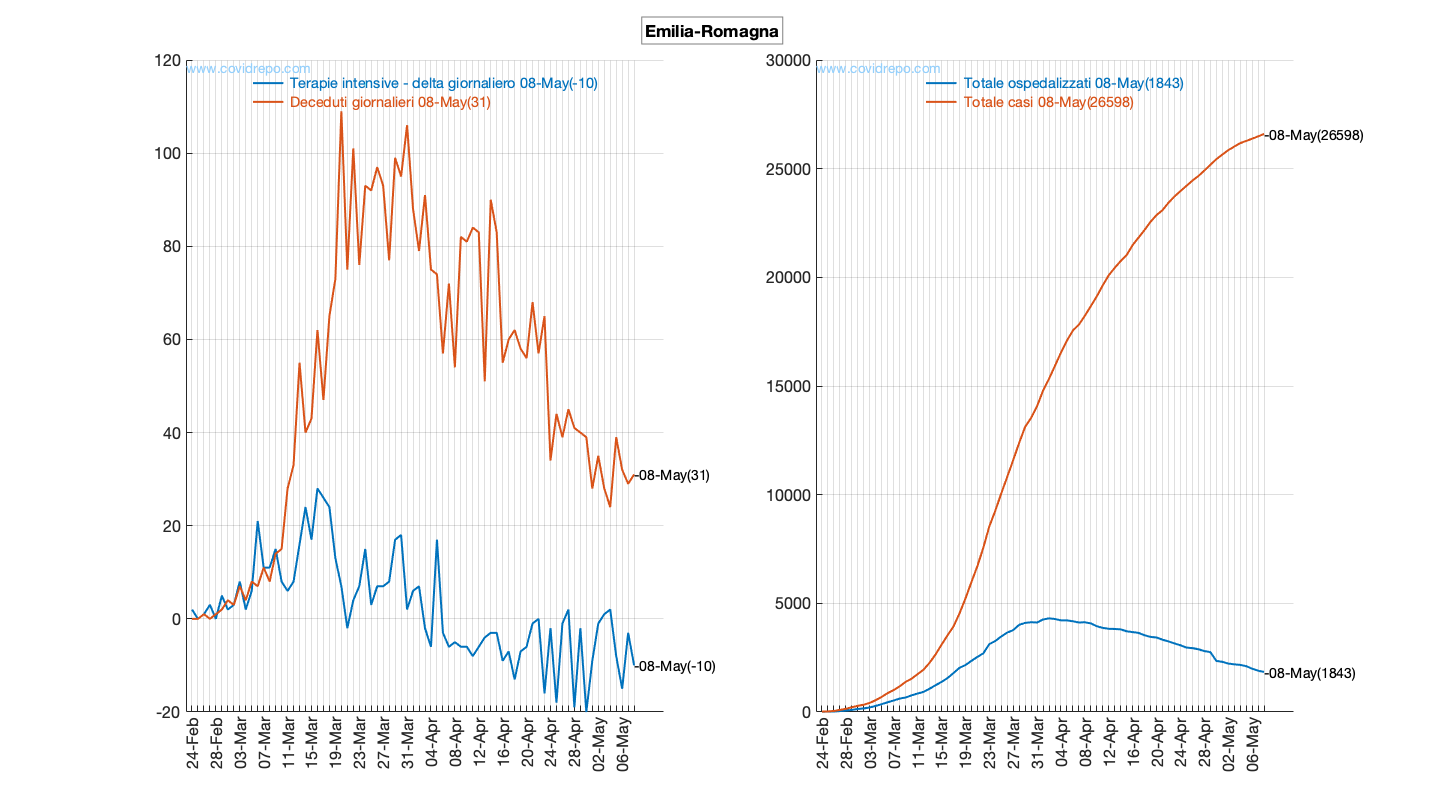 Emilia-Romagna
www.covidrepo.com
Terapie intensive - delta giornaliero 08-May(-10)
Deceduti giornalieri 08-May(31)
120
100
80
60
40
20
0
-20
-08-May(31)
-08-May(-10)
24-Feb
28-Feb
03-Mar
07-Mar
11-Mar
15-Mar
19-Mar
23-Mar
27-Mar
31-Mar
04-Apr
08-Apr
12-Apr
16-Apr
20-Apr
24-Apr
28-Apr
02-May
06-May
www.covidrepo.com
Totale ospedalizzati 08-May(1843)
Totale casi 08-May(26598)
30000
25000
20000
15000
10000
5000
0
-08-May(26598)
-08-May(1843)
24-Feb
28-Feb
03-Mar
07-Mar
11-Mar
15-Mar
19-Mar
23-Mar
27-Mar
31-Mar
04-Apr
08-Apr
12-Apr
16-Apr
20-Apr
24-Apr
28-Apr
02-May
06-May